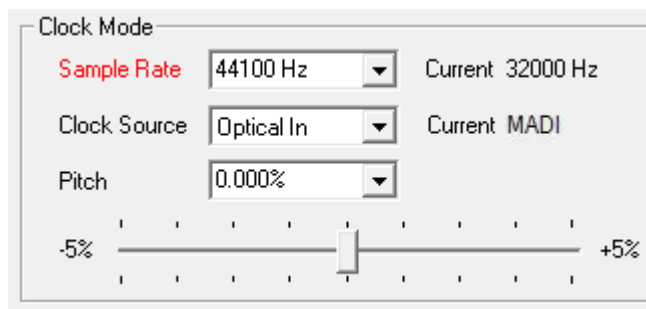 Clock Mode
Sample Rate 44100 Hz Current 32000 Hz
Clock Source Optical In Current MADI
Pitch 0.000%
-5% +5%